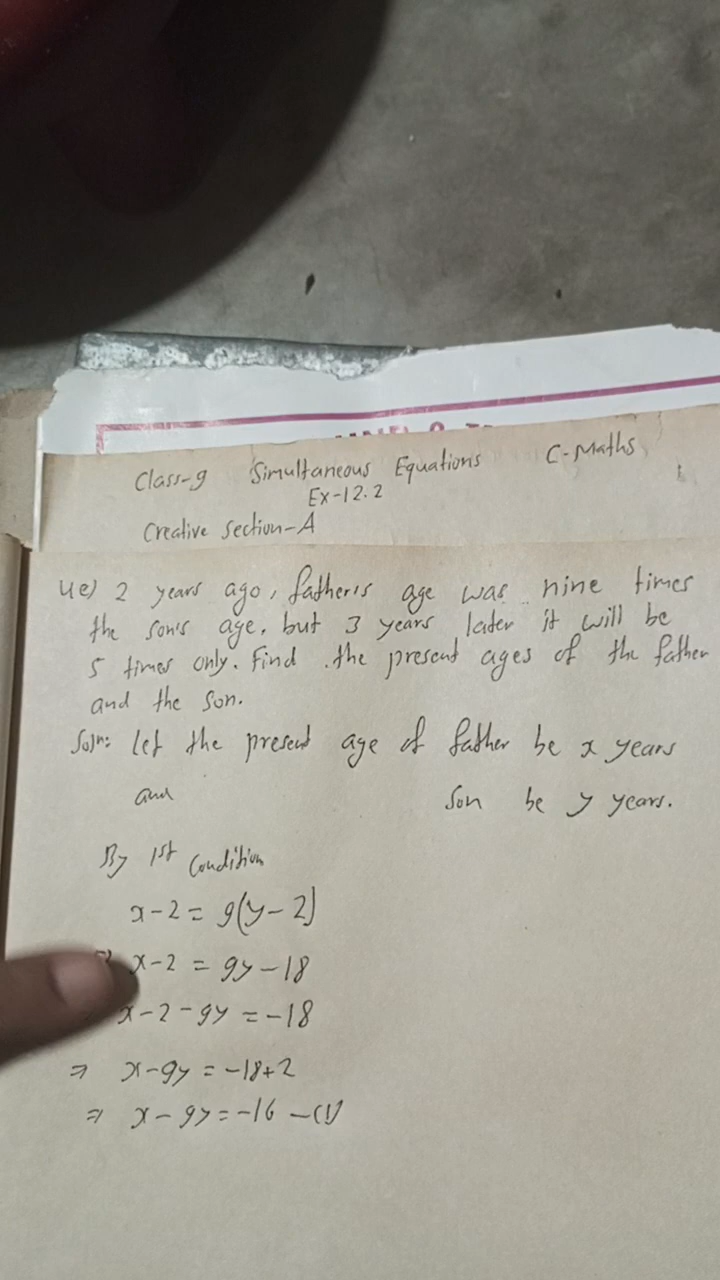 Class-9 Simultaneous Equations C-Maths
Ex-12.2
Creative section-A
4e) 2 years ago, father's age was nine times
the son's age, but 3 years later it will be
5 times only. Find the present ages of the father
and the son.
Soln: let the present age of father be x years
and son be y years.
By 1st Condition
x-2 = 9(y-2)
x-2 = 9y-18
x-2-9y = -18
⇒ x-9y = -18+2
⇒ x-9y = -16 -(1)